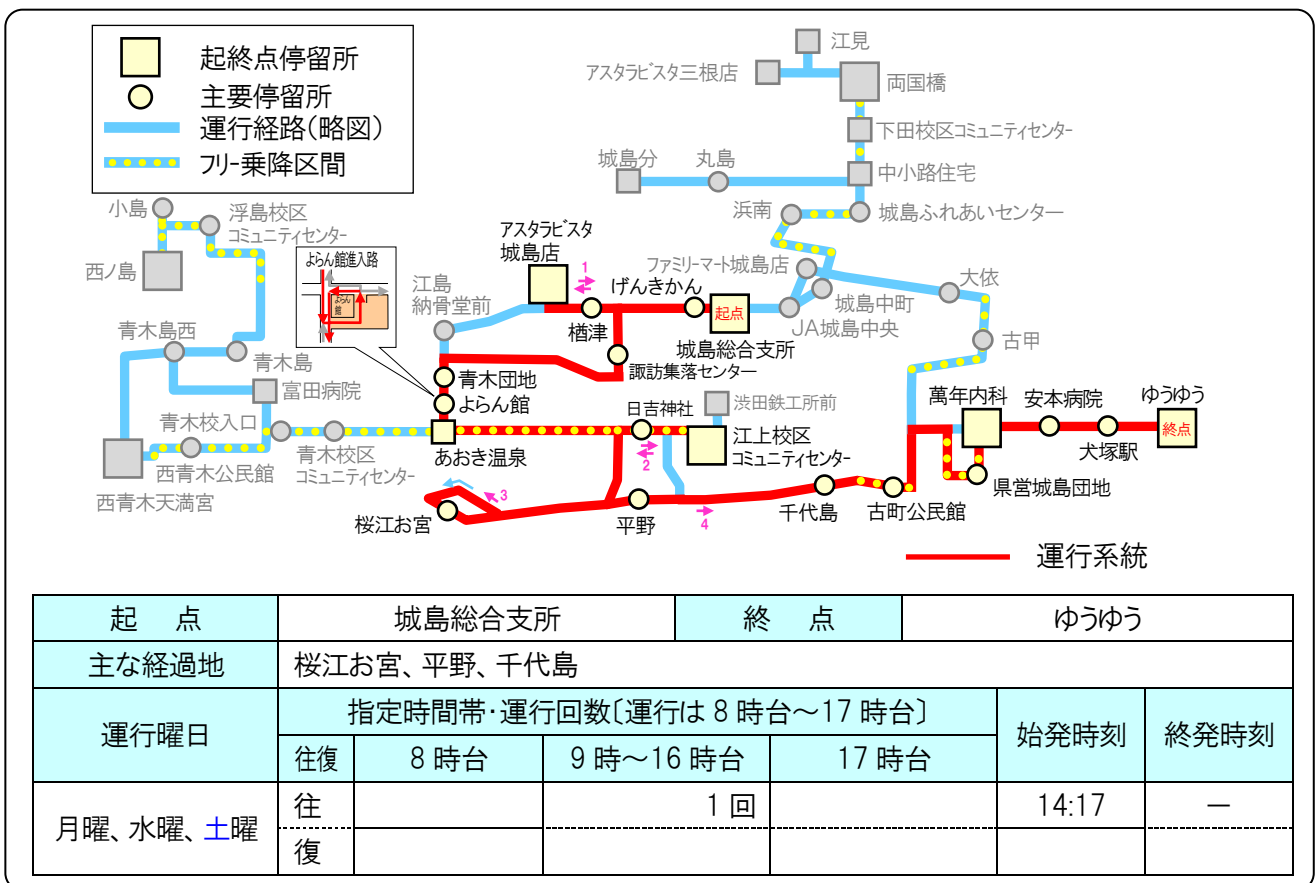 起終点停留所
主要停留所
運行経路(略図)
フリー乗降区間
江見
アスタラビスタ三根店
両国橋
下田校区コミュニティセンター
城島分
丸島
中小路住宅
浜南
城島ふれあいセンター
小島
浮島校区
コミュニティセンター
西ノ島
よらん館進入路
よらん
館
アスタラビスタ
城島店
1
ファミリーマート城島店
げんきかん
大依
江島
納骨堂前
起点
城島中町
JA城島中央
楢津
城島総合支所
古甲
青木島西
青木島
諏訪集落センター
富田病院
青木団地
よらん館
日吉神社
渋田鉄工所前
萬年内科
安本病院
ゆうゆう
青木校入口
終点
西青木公民館
青木校区
コミュニティセンター
あおき温泉
2
江上校区
コミュニティセンター
犬塚駅
西青木天満宮
県営城島団地
3
桜江お宮
平野
4
千代島
古町公民館
運行系統
起 点 城島総合支所 終 点 ゆうゆう
主な経過地 桜江お宮、平野、千代島
運行曜日 指定時間帯・運行回数〔運行は8時台～17時台〕 始発時刻 終発時刻
往復 8時台 9時～16時台 17時台
月曜、水曜、土曜 往 1回 14:17 －
復